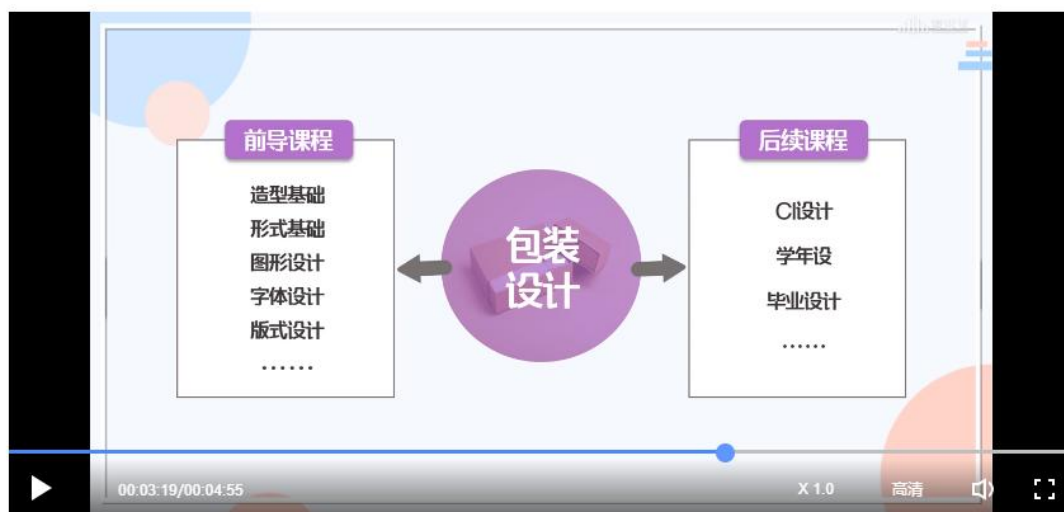 前导课程
造型基础
形式基础
图形设计
字体设计
版式设计
......
包装
设计
后续课程
CI设计
学年设
毕业设计
......
00:03:19/00:04:55
X 1.0
高清